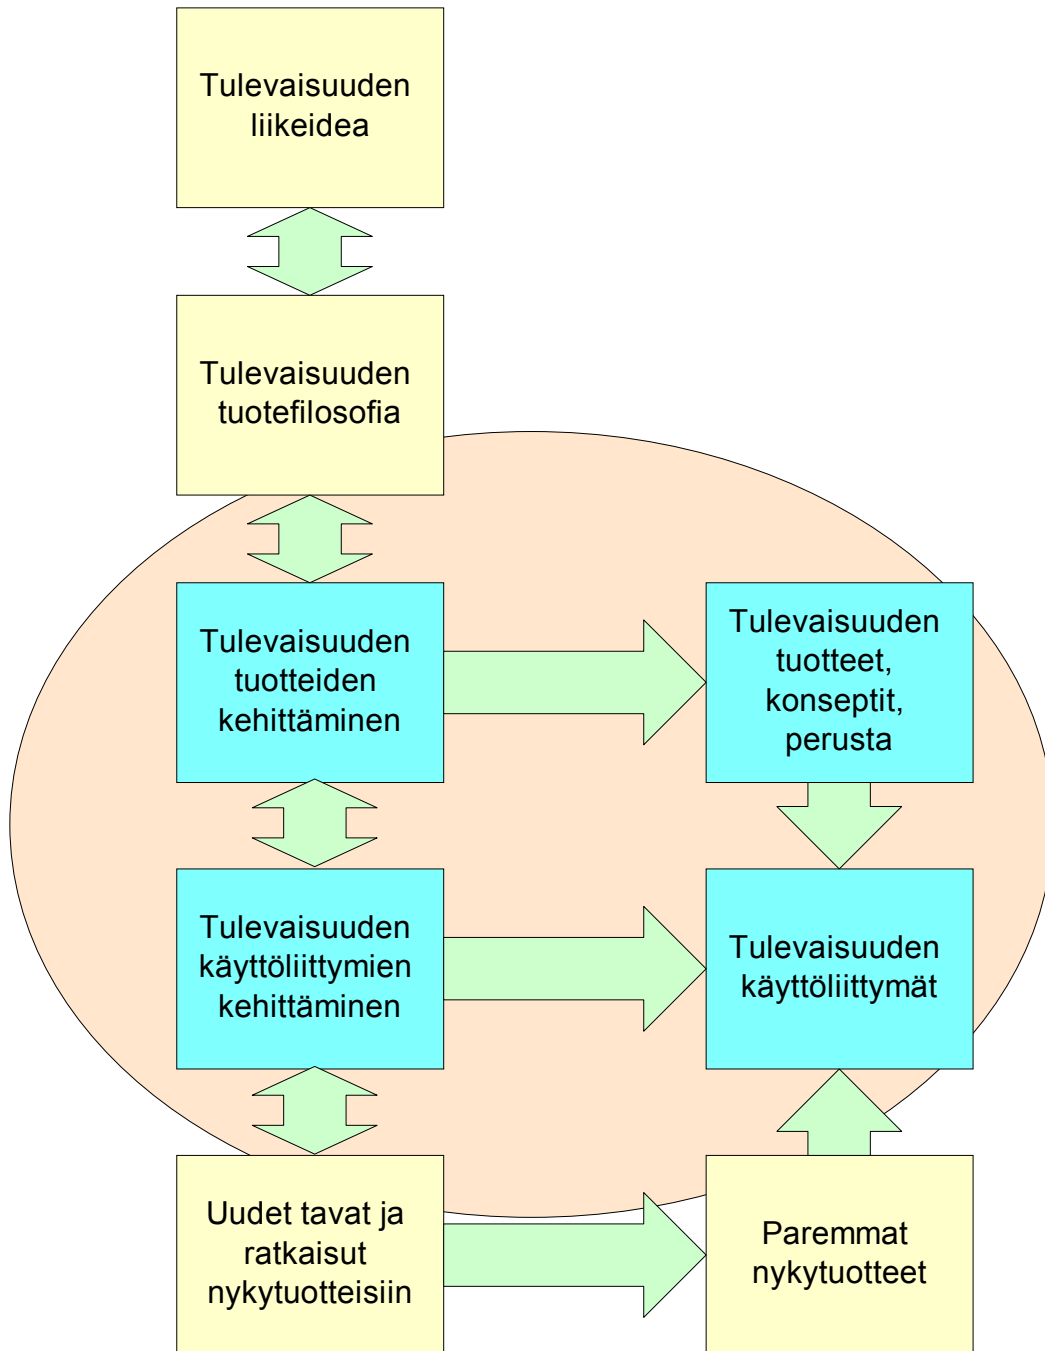 Tulevaisuuden
liikeidea
Tulevaisuuden
tuotefilosofia
Tulevaisuuden
tuotteiden
kehittäminen
Tulevaisuuden
tuotteet,
konseptit,
perusta
Tulevaisuuden
käyttöliittymien
kehittäminen
Tulevaisuuden
käyttöliittymät
Uudet tavat ja
ratkaisut
nykytuotteisiin
Paremmat
nykytuotteet